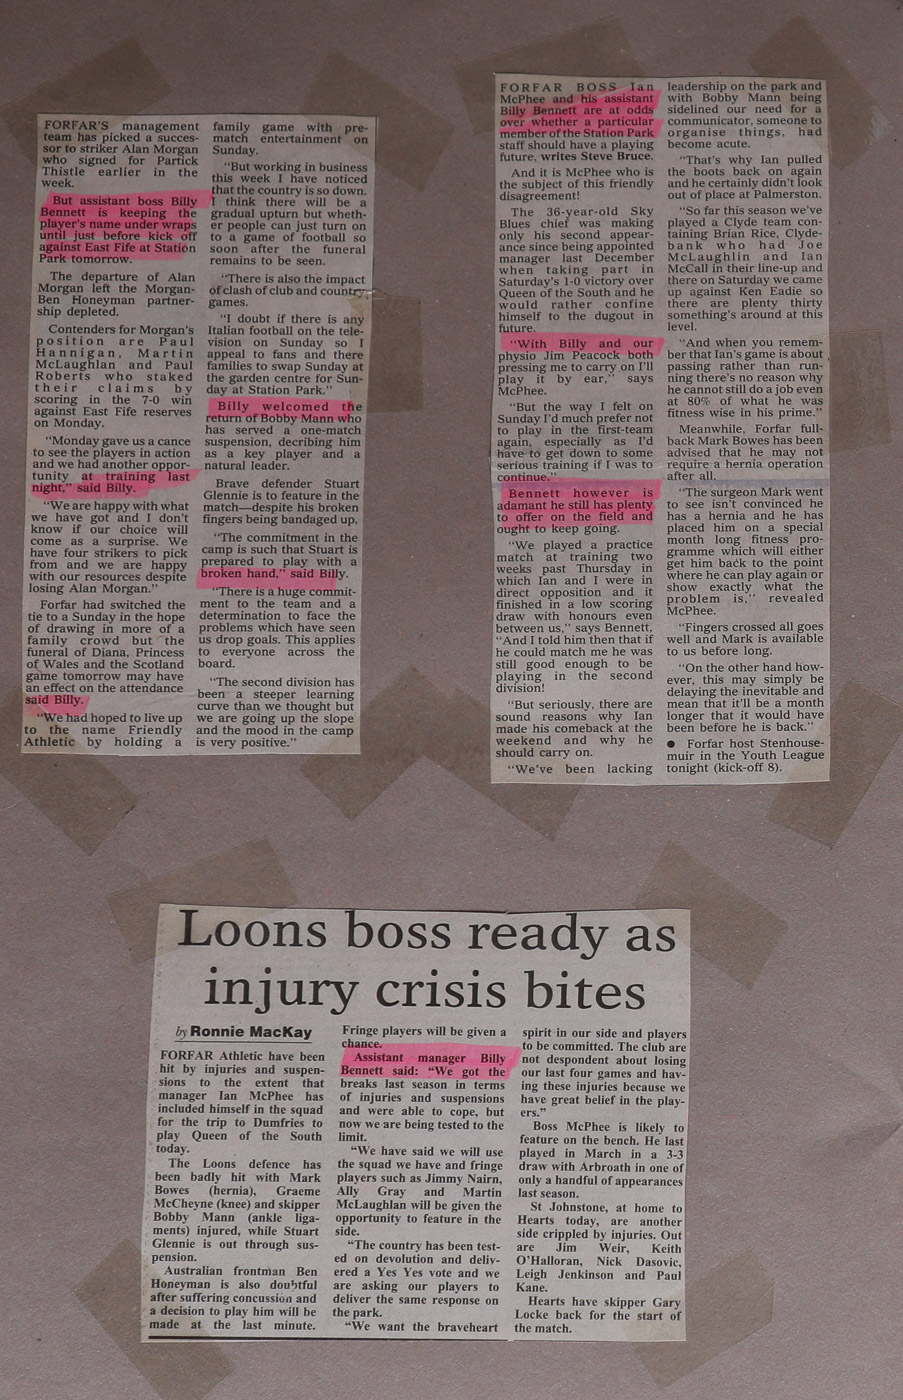 FORFAR'S management
team has picked a succes-
sor to striker Alan Morgan
who signed for Partick
Thistle earlier in the
week.
But assistant boss Billy
Bennett is keeping the
player's name under wraps
until just before kick off
against East Fife at Station
Park tomorrow.
The departure of Alan
Morgan left the Morgan-
Ben Honeyman partner-
ship depleted.
Contenders for Morgan's
position are Paul
Hannigan, Martin
McLaughlan and Paul
Roberts who staked
their claims by
scoring in the 7-0 win
against East Fife reserves
on Monday.
"Monday gave us a cance
to see the players in action
and we had another oppor-
tunity at training last
night," said Billy.
"We are happy with what
we have got and I don't
know if our choice will
come as a surprise. We
have four strikers to pick
from and we are happy
with our resources despite
losing Alan Morgan."
Forfar had switched the
tie to a Sunday in the hope
of drawing in more of a
family crowd but the
funeral of Diana, Princess
of Wales and the Scotland
game tomorrow may have
an effect on the attendance
said Billy.
"We had hoped to live up
to the name Friendly
Athletic by holding a
family game with pre-
match entertainment on
Sunday.
"But working in business
this week I have noticed
that the country is so down.
I think there will be a
gradual upturn but wheth-
er people can just turn on
to a game of football so
soon after the funeral
remains to be seen.
"There is also the impact
of clash of club and country
games.
"I doubt if there is any
Italian football on the tele-
vision on Sunday so I
appeal to fans and there
families to swap Sunday at
the garden centre for Sun-
day at Station Park."
Billy welcomed the
return of Bobby Mann who
has served a one-match
suspension, decribing him
as a key player and a
natural leader.
Brave defender Stuart
Glennie is to feature in the
match—despite his broken
fingers being bandaged up.
"The commitment in the
camp is such that Stuart is
prepared to play with a
broken hand," said Billy.
"There is a huge commit-
ment to the team and a
determination to face the
problems which have seen
us drop goals. This applies
to everyone across the
board.
"The second division has
been a steeper learning
curve than we thought but
we are going up the slope
and the mood in the camp
is very positive."
FORFAR BOSS Ian
McPhee and his assistant
Billy Bennett are at odds
over whether a particular
member of the Station Park
staff should have a playing
future, writes Steve Bruce.
And it is McPhee who is
the subject of this friendly
disagreement!
The 36-year-old Sky
Blues chief was making
only his second appear-
ance since being appointed
manager last December
when taking part in
Saturday's 1-0 victory over
Queen of the South and he
would rather confine
himself to the dugout in
future.
"With Billy and our
physio Jim Peacock both
pressing me to carry on I'll
play it by ear," says
McPhee.
"But the way I felt on
Sunday I'd much prefer not
to play in the first-team
again, especially as I'd
have to get down to some
serious training if I was to
continue."
Bennett however is
adamant he still has plenty
to offer on the field and
ought to keep going.
"We played a practice
match at training two
weeks past Thursday in
which Ian and I were in
direct opposition and it
finished in a low scoring
draw with honours even
between us," says Bennett,
"And I told him then that if
he could match me he was
still good enough to be
playing in the second
division!
"But seriously, there are
sound reasons why Ian
made his comeback at the
weekend and why he
should carry on.
"We've been lacking
leadership on the park and
with Bobby Mann being
sidelined our need for a
communicator, someone to
organise things, had
become acute.
"That's why Ian pulled
the boots back on again
and he certainly didn't look
out of place at Palmerston.
"So far this season we've
played a Clyde team con-
taining Brian Rice, Clyde-
bank who had Joe
McLaughlin and Ian
McCall in their line-up and
there on Saturday we came
up against Ken Eadie so
there are plenty thirty
something's around at this
level.
"And when you remem-
ber that Ian's game is about
passing rather than run-
ning there's no reason why
he cannot still do a job even
at 80% of what he was
fitness wise in his prime."
Meanwhile, Forfar full-
back Mark Bowes has been
advised that he may not
require a hernia operation
after all.
"The surgeon Mark went
to see isn't convinced he
has a hernia and he has
placed him on a special
month long fitness pro-
gramme which will either
get him back to the point
where he can play again or
show exactly what the
problem is," revealed
McPhee.
"Fingers crossed all goes
well and Mark is available
to us before long.
"On the other hand how-
ever, this may simply be
delaying the inevitable and
mean that it'll be a month
longer that it would have
been before he is back."
● Forfar host Stenhouse-
muir in the Youth League
tonight (kick-off 8).
Loons boss ready as
injury crisis bites
by Ronnie MacKay
FORFAR Athletic have been
hit by injuries and suspen-
sions to the extent that
manager Ian McPhee has
included himself in the squad
for the trip to Dumfries to
play Queen of the South
today.
The Loons defence has
been badly hit with Mark
Bowes (hernia), Graeme
McCheyne (knee) and skipper
Bobby Mann (ankle liga-
ments) injured, while Stuart
Glennie is out through sus-
pension.
Australian frontman Ben
Honeyman is also doubtful
after suffering concussion and
a decision to play him will be
made at the last minute.
Fringe players will be given a
chance.
Assistant manager Billy
Bennett said: "We got the
breaks last season in terms
of injuries and suspensions
and were able to cope, but
now we are being tested to the
limit.
"We have said we will use
the squad we have and fringe
players such as Jimmy Nairn,
Ally Gray and Martin
McLaughlan will be given the
opportunity to feature in the
side.
"The country has been test-
ed on devolution and deliv-
ered a Yes Yes vote and we
are asking our players to
deliver the same response on
the park.
"We want the braveheart
spirit in our side and players
to be committed. The club are
not despondent about losing
our last four games and hav-
ing these injuries because we
have great belief in the play-
ers."
Boss McPhee is likely to
feature on the bench. He last
played in March in a 3-3
draw with Arbroath in one of
only a handful of appearances
last season.
St Johnstone, at home to
Hearts today, are another
side crippled by injuries. Out
are Jim Weir, Keith
O'Halloran, Nick Dasovic,
Leigh Jenkinson and Paul
Kane.
Hearts have skipper Gary
Locke back for the start of
the match.